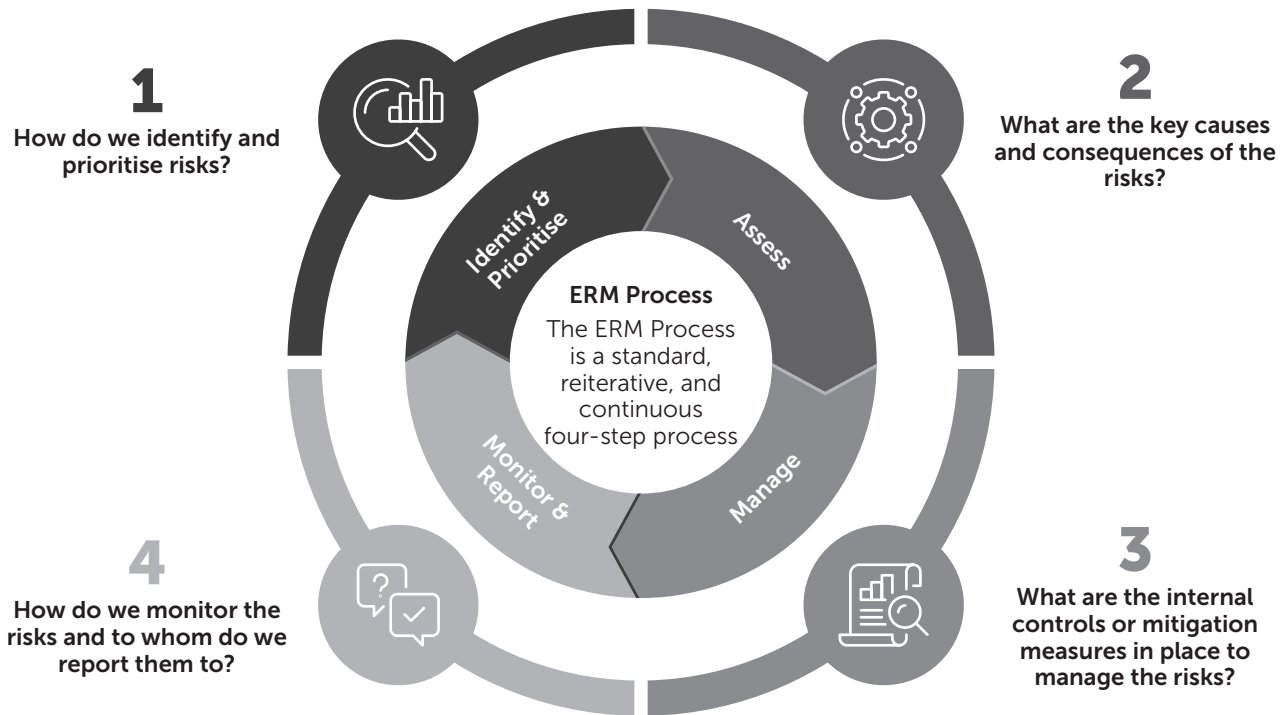 1
How do we identify and
prioritise risks?
2
What are the key causes
and consequences of the
risks?
Identify &
Prioritise
Assess
ERM Process
The ERM Process
is a standard,
reiterative, and
continuous
four-step process
Monitor &
Report
Manage
4
How do we monitor the
risks and to whom do we
report them to?
3
What are the internal
controls or mitigation
measures in place to
manage the risks?
?